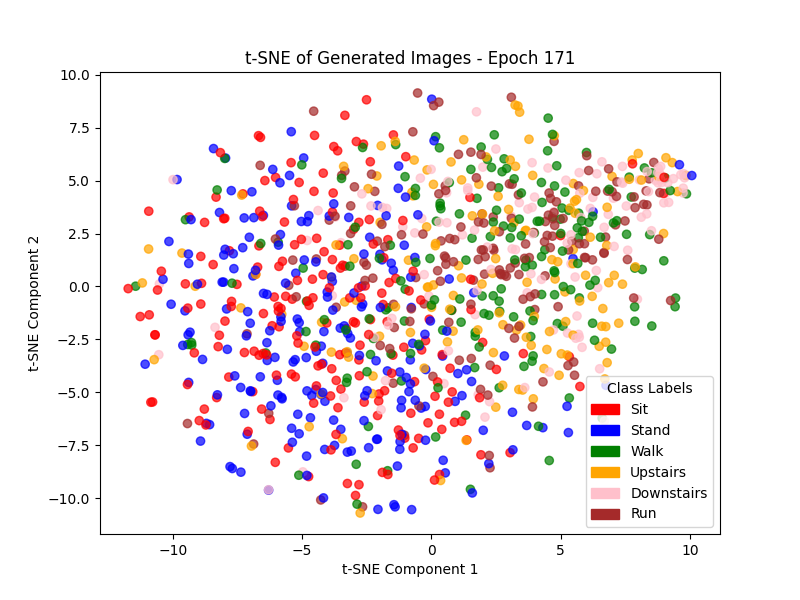 t-SNE of Generated Images - Epoch 171
10.0
7.5
5.0
2.5
0.0
−2.5
−5.0
−7.5
−10.0
t-SNE Component 2
Class Labels
Sit
Stand
Walk
Upstairs
Downstairs
Run
−10
−5
0
5
10
t-SNE Component 1